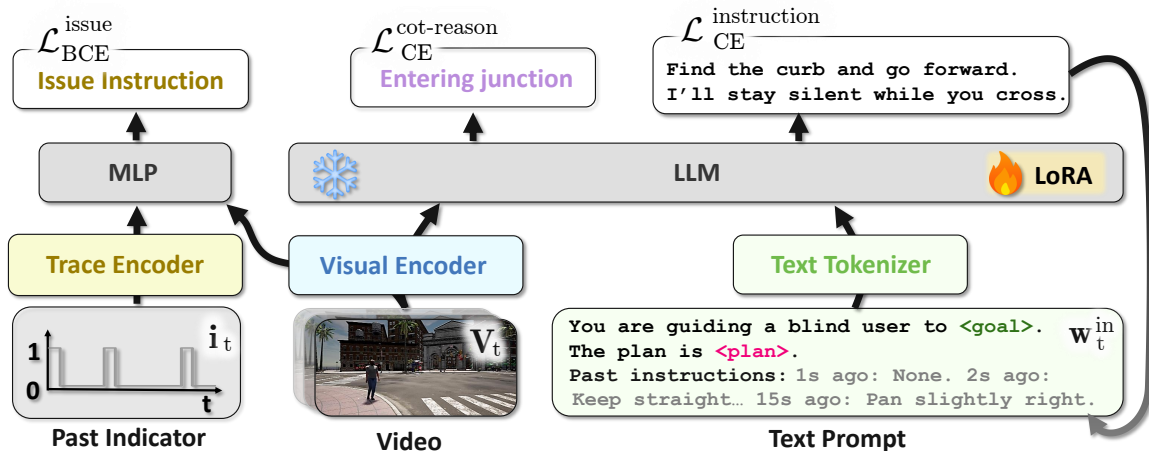 ℒ issue BCE
Issue Instruction
MLP
Trace Encoder
1
0
t
i t
Past Indicator
ℒ cot-reason CE
Entering junction
ℒ instruction CE
Find the curb and go forward.
I'll stay silent while you cross.
LLM
LoRA
Visual Encoder
Text Tokenizer
V t
Video
You are guiding a blind user to <goal>.
The plan is <plan>.
Past instructions: 1s ago: None. 2s ago:
Keep straight… 15s ago: Pan slightly right.
w in t
Text Prompt